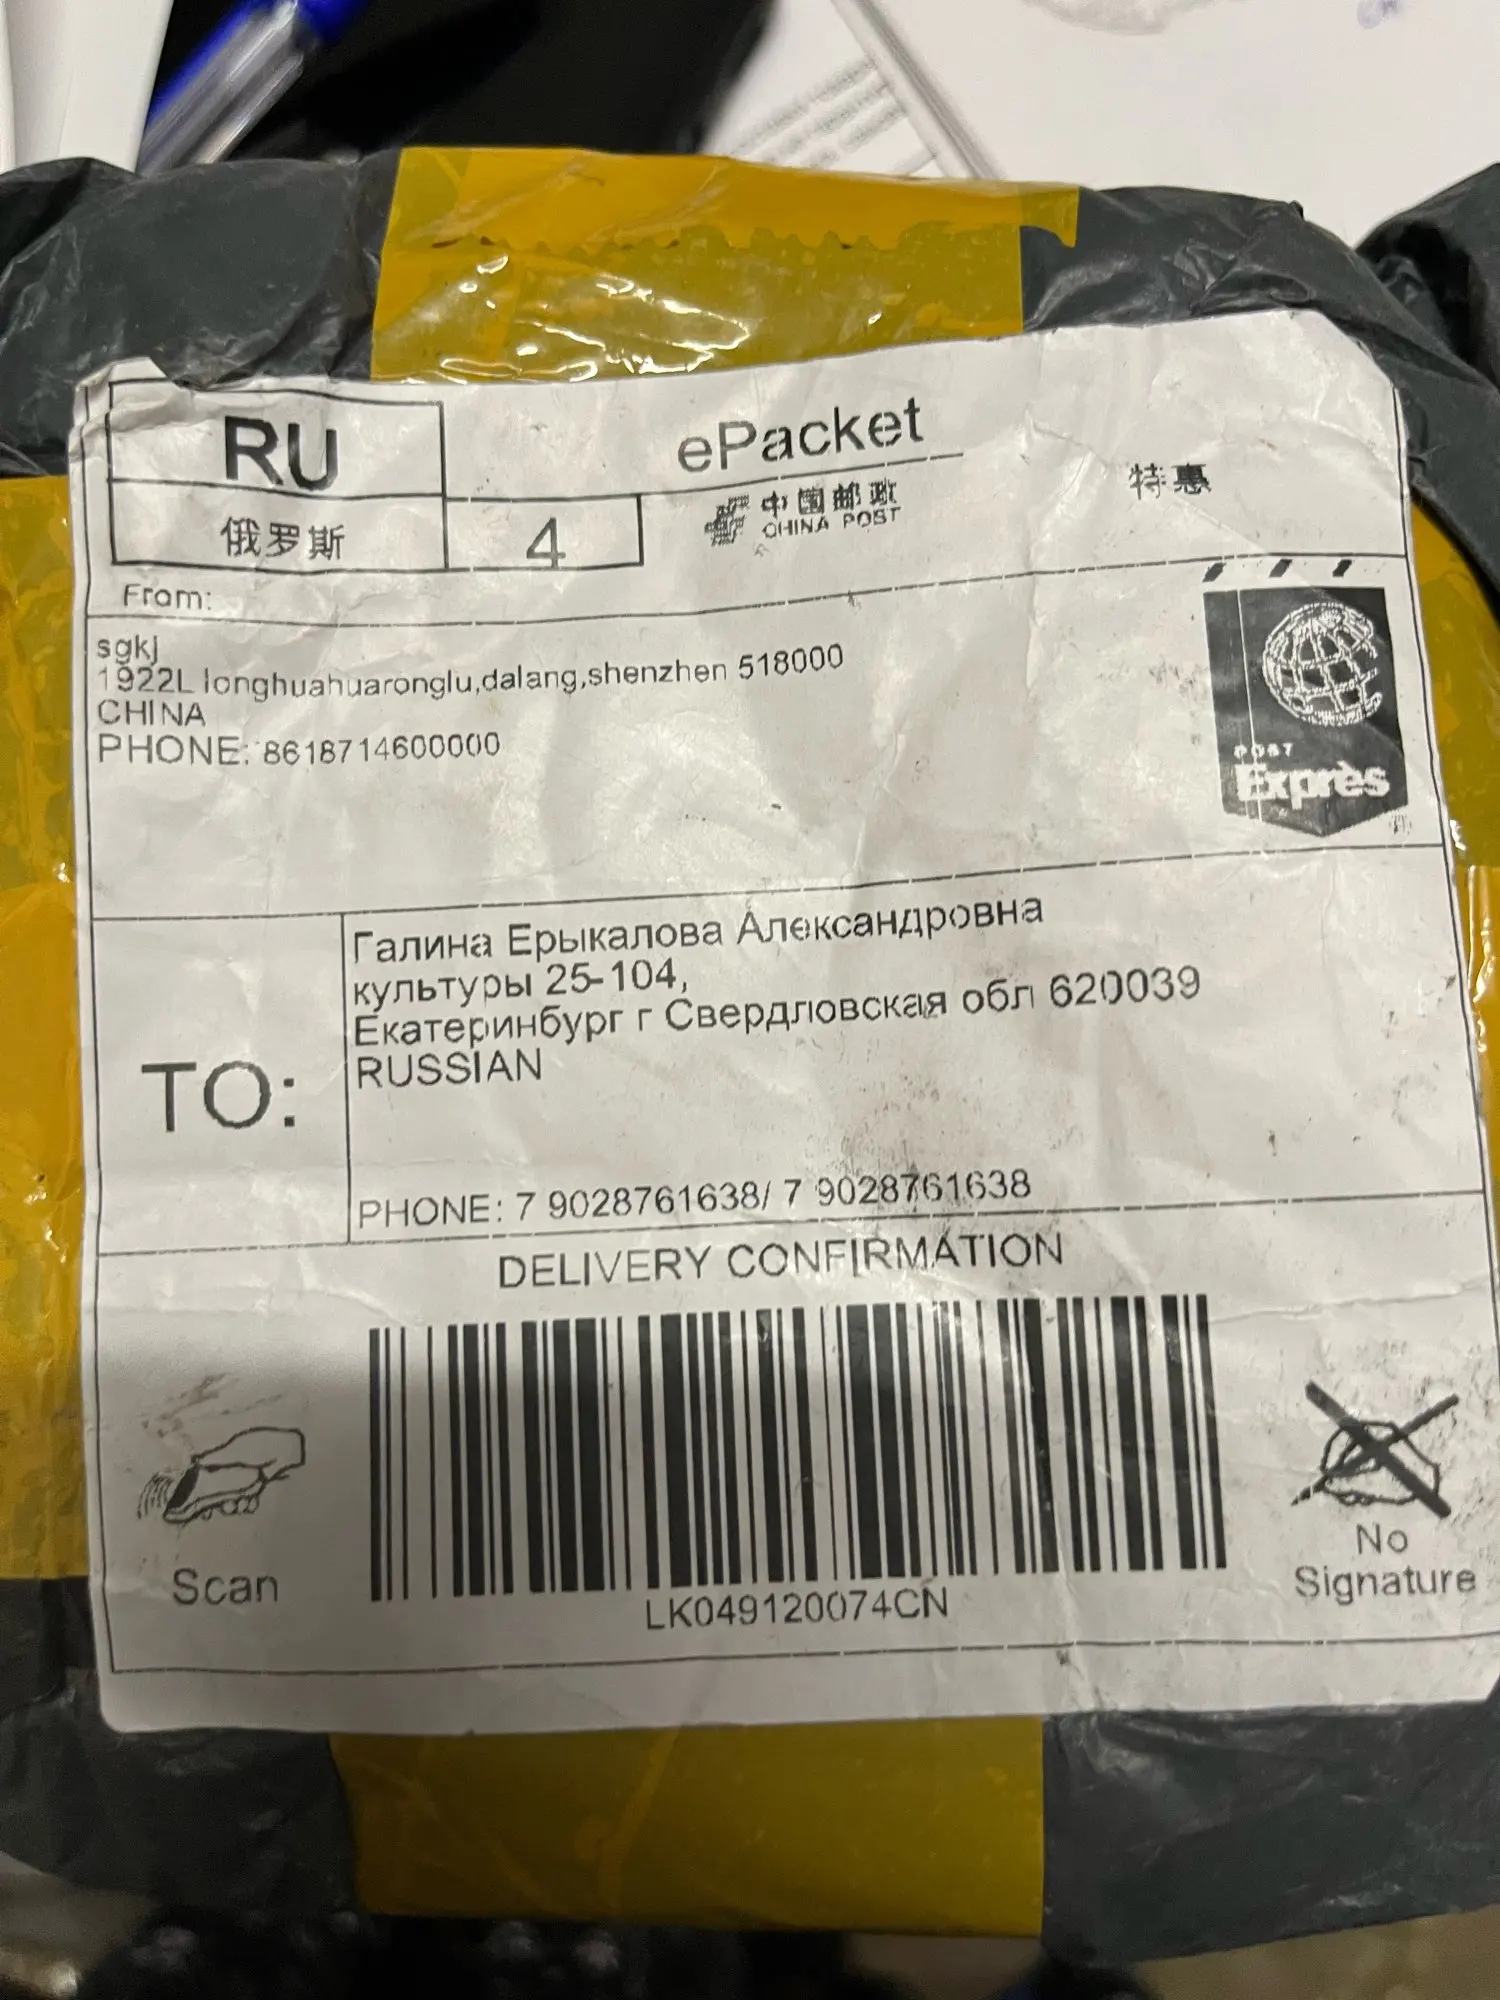 RU
ePacket
特惠
俄罗斯
4
中国邮政
CHINA POST
From:
sgkj
1922L longhuahuaronglu,dalang,shenzhen 518000
CHINA
PHONE: 8618714600000
POST
Exprès
TO:
Галина Ерыкалова Александровна
культуры 25-104,
Екатеринбург г Свердловская обл 620039
RUSSIAN
PHONE: 7 9028761638/ 7 9028761638
DELIVERY CONFIRMATION
Scan
LK049120074CN
No
Signature